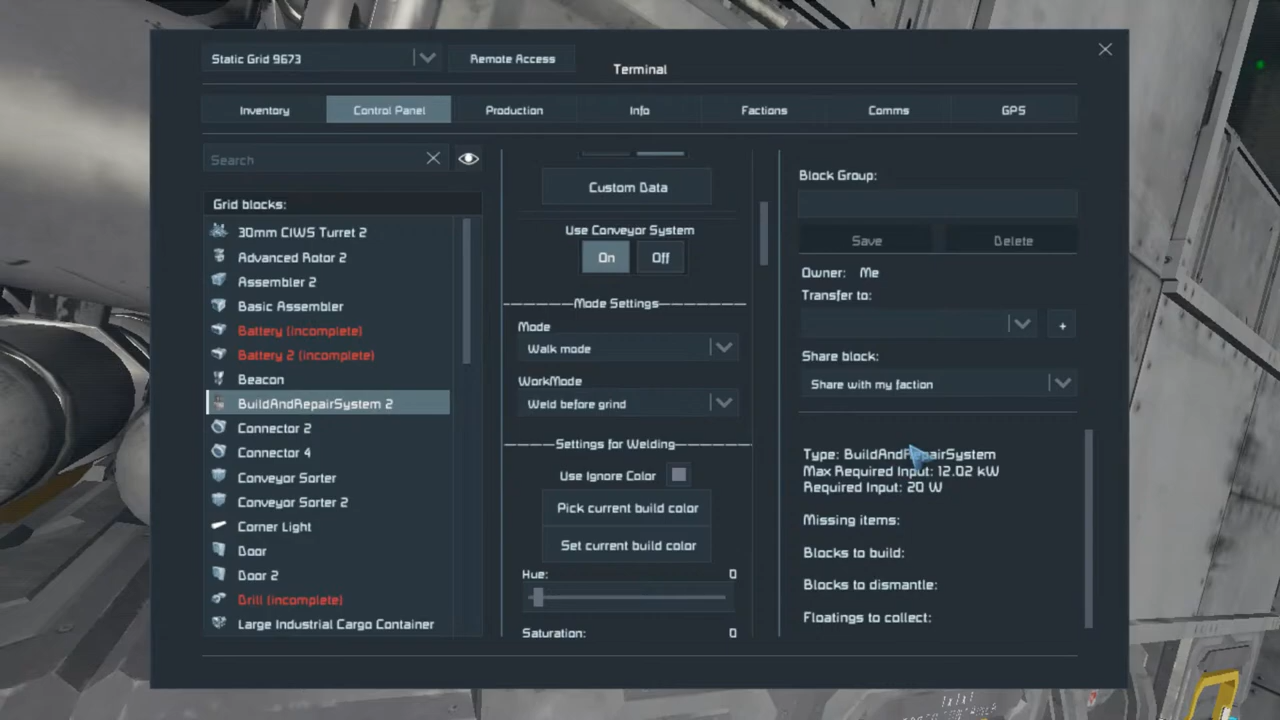 Static Grid 9673
Remote Access
Terminal
Inventory
Control Panel
Production
Info
Factions
Comms
GPS
Search
Grid blocks:
30mm CIWS Turret 2
Advanced Rotor 2
Assembler 2
Basic Assembler
Battery (incomplete)
Battery 2 (incomplete)
Beacon
BuildAndRepairSystem 2
Connector 2
Connector 4
Conveyor Sorter
Conveyor Sorter 2
Corner Light
Door
Door 2
Drill (incomplete)
Large Industrial Cargo Container
Custom Data
Use Conveyor System
On Off
Mode Settings
Mode
Walk mode
WorkMode
Weld before grind
Settings for Welding
Use Ignore Color
Pick current build color
Set current build color
Hue: 0
Saturation: 0
Block Group:
Save Delete
Owner: Me
Transfer to:
+
Share block:
Share with my faction
Type: BuildAndRepairSystem
Max Required Input: 12.02 kW
Required Input: 20 W
Missing items:
Blocks to build:
Blocks to dismantle:
Floatings to collect: